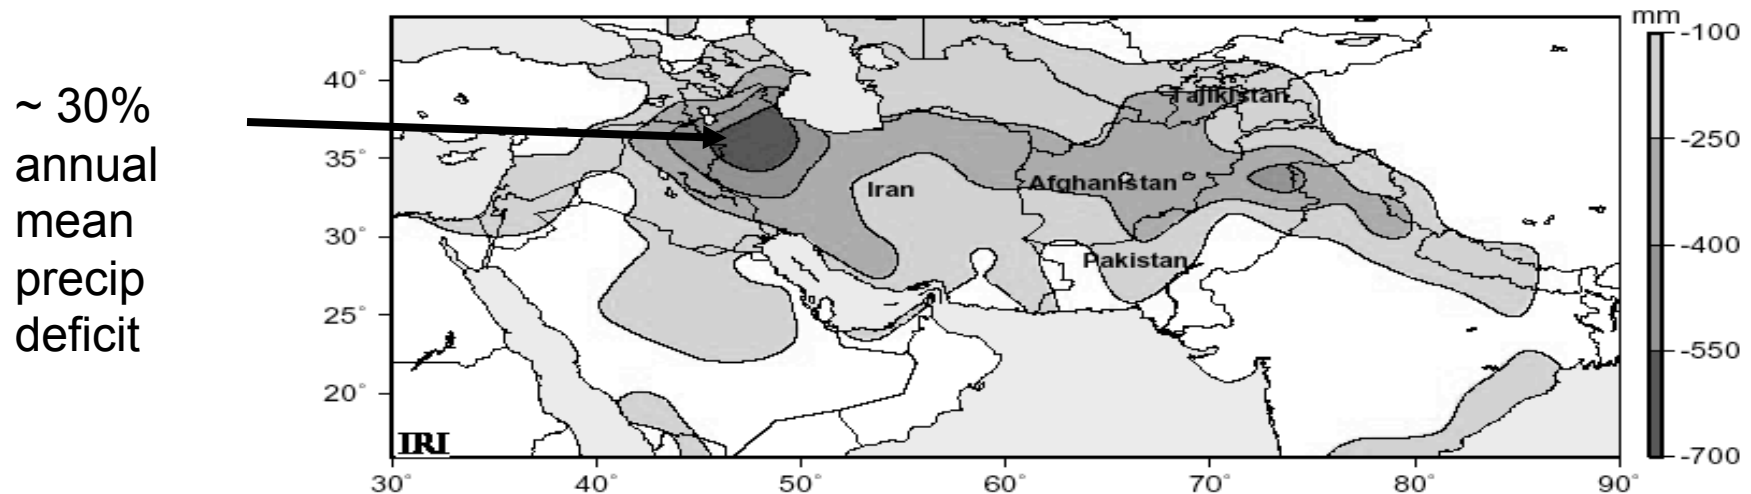 ~ 30%
annual
mean
precip
deficit
mm
-100
-250
-400
-550
-700
40°
35°
30°
25°
20°
Tajikistan
Iran
Afghanistan
Pakistan
IRI
30°
40°
50°
60°
70°
80°
90°